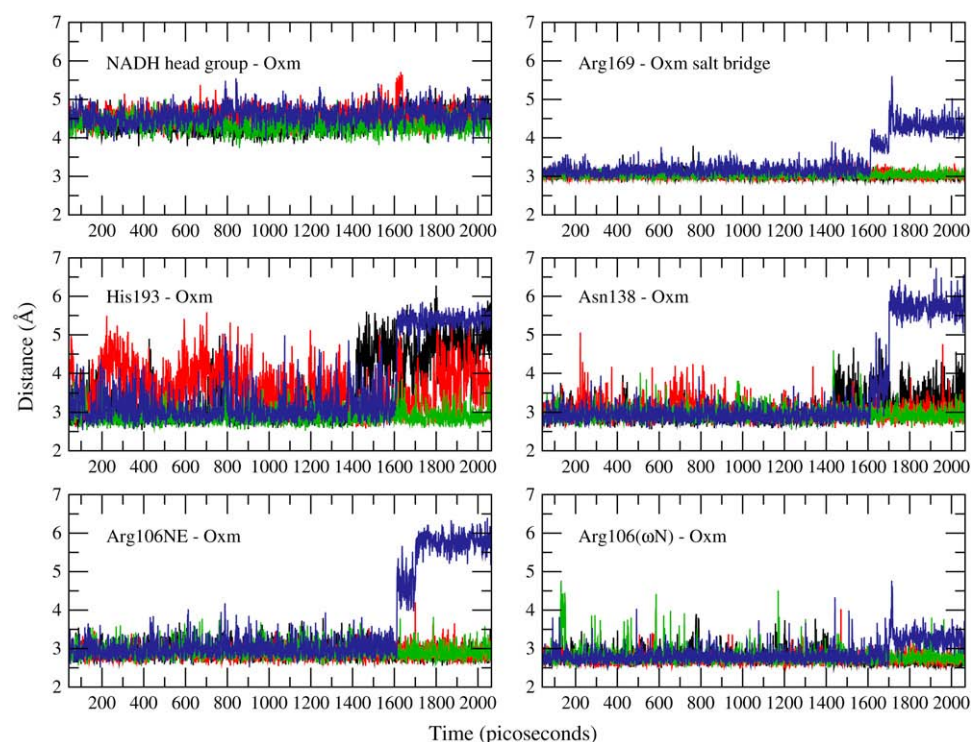 7
6
5
4
3
2
NADH head group - Oxm
200 400 600 800 1000 1200 1400 1600 1800 2000
7
6
5
4
3
2
Arg169 - Oxm salt bridge
200 400 600 800 1000 1200 1400 1600 1800 2000
Distance (Å)
7
6
5
4
3
2
His193 - Oxm
200 400 600 800 1000 1200 1400 1600 1800 2000
7
6
5
4
3
2
Asn138 - Oxm
200 400 600 800 1000 1200 1400 1600 1800 2000
7
6
5
4
3
2
Arg106NE - Oxm
200 400 600 800 1000 1200 1400 1600 1800 2000
7
6
5
4
3
2
Arg106(ωN) - Oxm
200 400 600 800 1000 1200 1400 1600 1800 2000
Time (picoseconds)